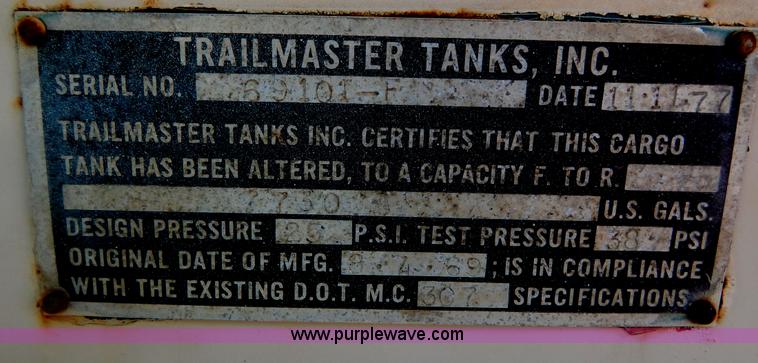 TRAILMASTER TANKS, INC.
SERIAL NO. DATE 11-11-77
TRAILMASTER TANKS INC. CERTIFIES THAT THIS CARGO
TANK HAS BEEN ALTERED, TO A CAPACITY F. TO R.
U.S. GALS.
DESIGN PRESSURE 25 P.S.I. TEST PRESSURE 38 PSI
ORIGINAL DATE OF MFG. ; IS IN COMPLIANCE
WITH THE EXISTING D.O.T. M.C. 307 SPECIFICATIONS
www.purplewave.com